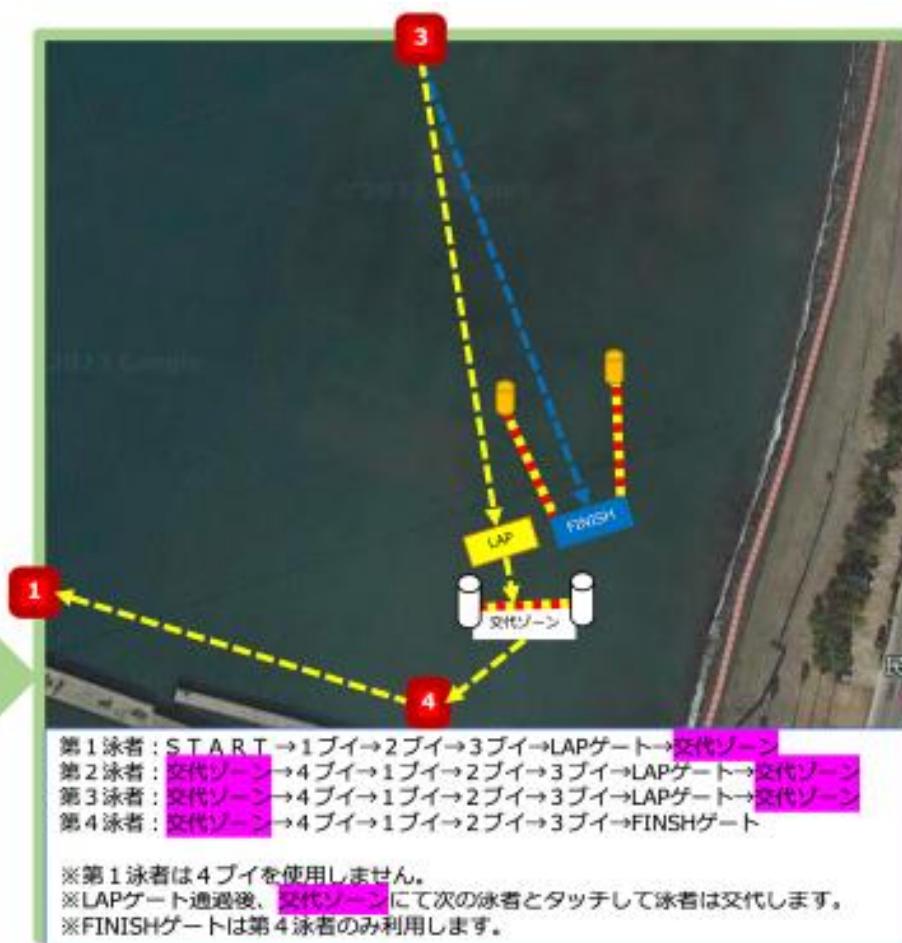 3
LAP
FINISH
1
交代ゾーン
4
民
第1泳者:START→1ブイ→2ブイ→3ブイ→LAPゲート→交代ゾーン
第2泳者:交代ゾーン→4ブイ→1ブイ→2ブイ→3ブイ→LAPゲート→交代ゾーン
第3泳者:交代ゾーン→4ブイ→1ブイ→2ブイ→3ブイ→LAPゲート→交代ゾーン
第4泳者:交代ゾーン→4ブイ→1ブイ→2ブイ→3ブイ→FINSHゲート
※第1泳者は4ブイを使用しません。
※LAPゲート通過後、交代ゾーンにて次の泳者とタッチして泳者は交代します。
※FINISHゲートは第4泳者のみ利用します。